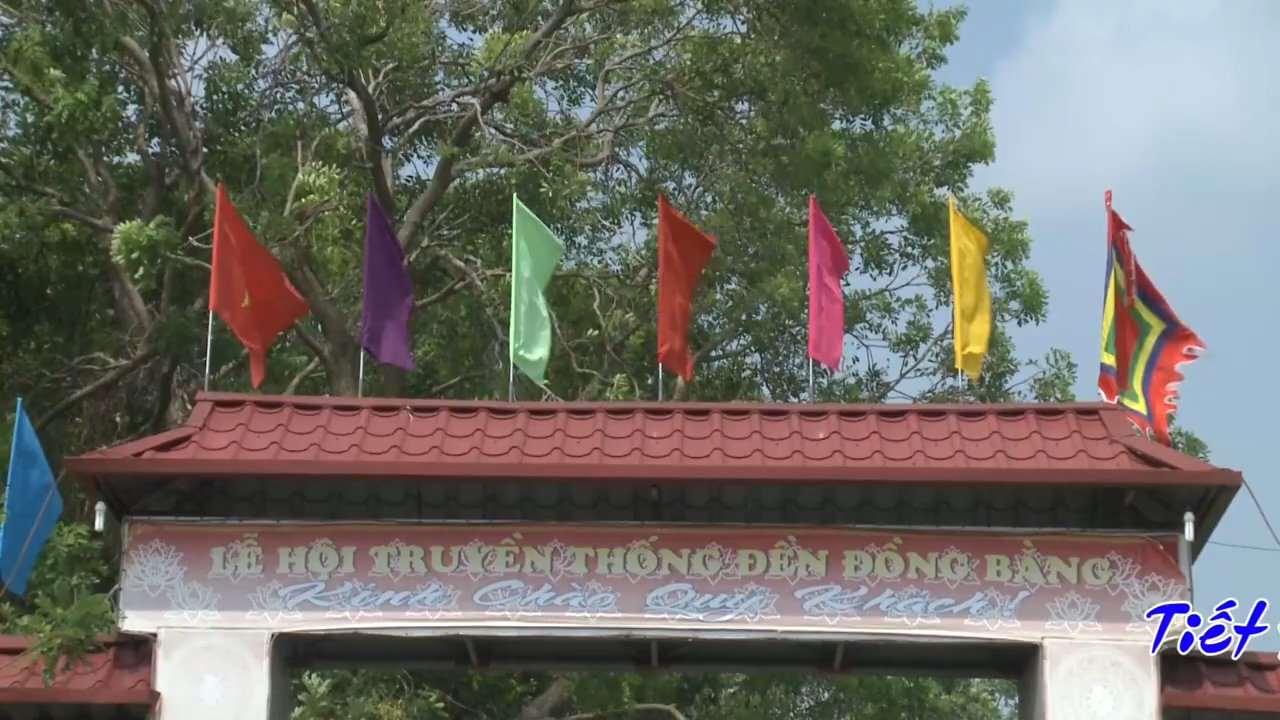 LỄ HỘI TRUYỀN THỐNG ĐỀN ĐỒNG BẰNG
Kính Chào Quý Khách!
Tiết